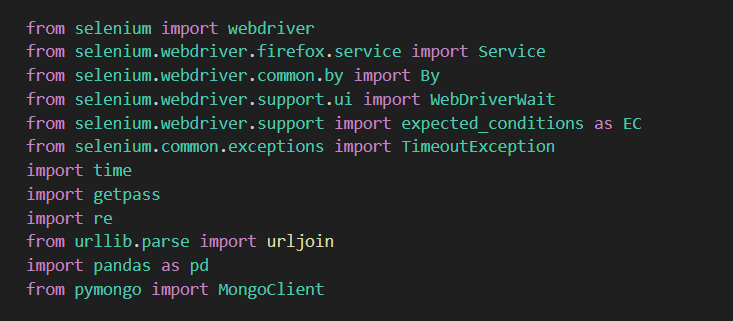 from selenium import webdriver
from selenium.webdriver.firefox.service import Service
from selenium.webdriver.common.by import By
from selenium.webdriver.support.ui import WebDriverWait
from selenium.webdriver.support import expected_conditions as EC
from selenium.common.exceptions import TimeoutException
import time
import getpass
import re
from urllib.parse import urljoin
import pandas as pd
from pymongo import MongoClient